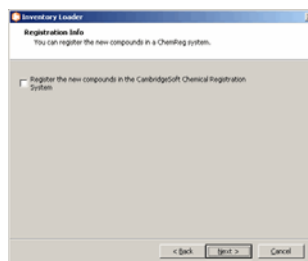 Inventory Loader
Registration Info
You can register the new compounds in a ChemReg system.
Register the new compounds in the CambridgeSoft Chemical Registration
System
< Back
Next >
Cancel